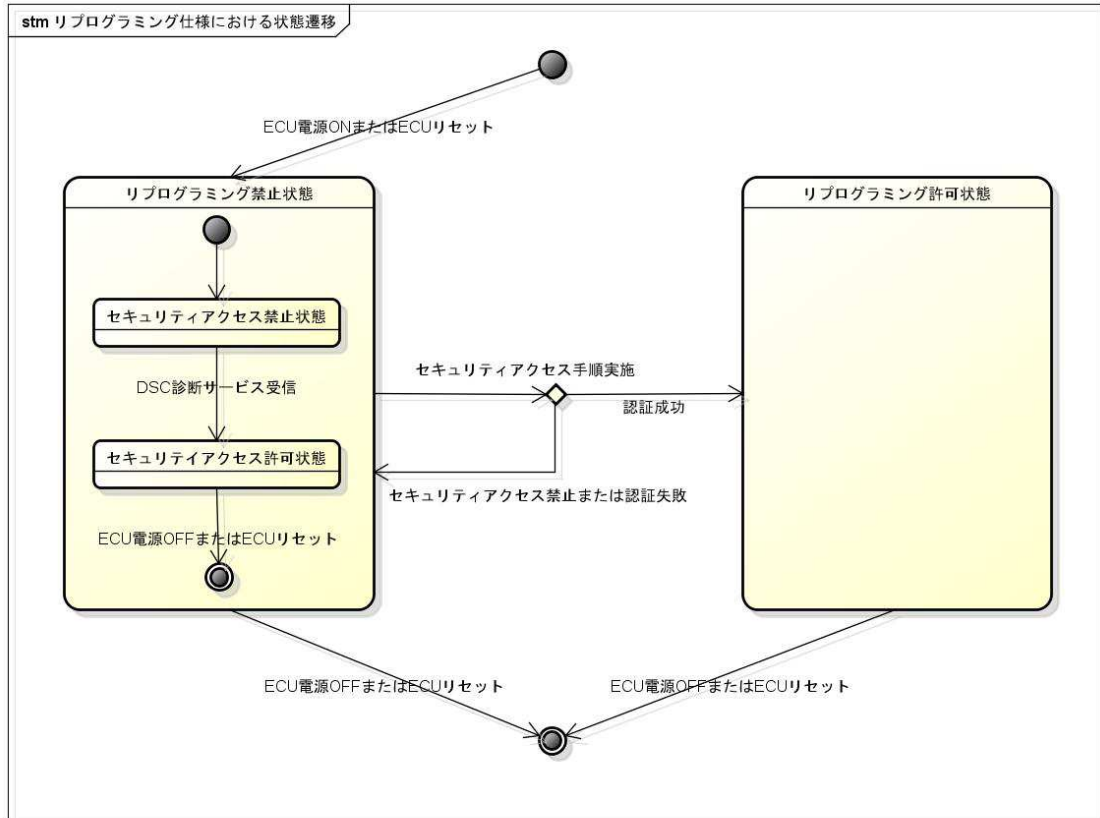 stm リプログラミング仕様における状態遷移
ECU電源ONまたはECUリセット
リプログラミング禁止状態
リプログラミング許可状態
セキュリティアクセス禁止状態
セキュリティアクセス手順実施
DSC診断サービス受信
認証成功
セキュリテイアクセス許可状態
セキュリティアクセス禁止または認証失敗
ECU電源OFFまたはECUリセット
ECU電源OFFまたはECUリセット
ECU電源OFFまたはECUリセット